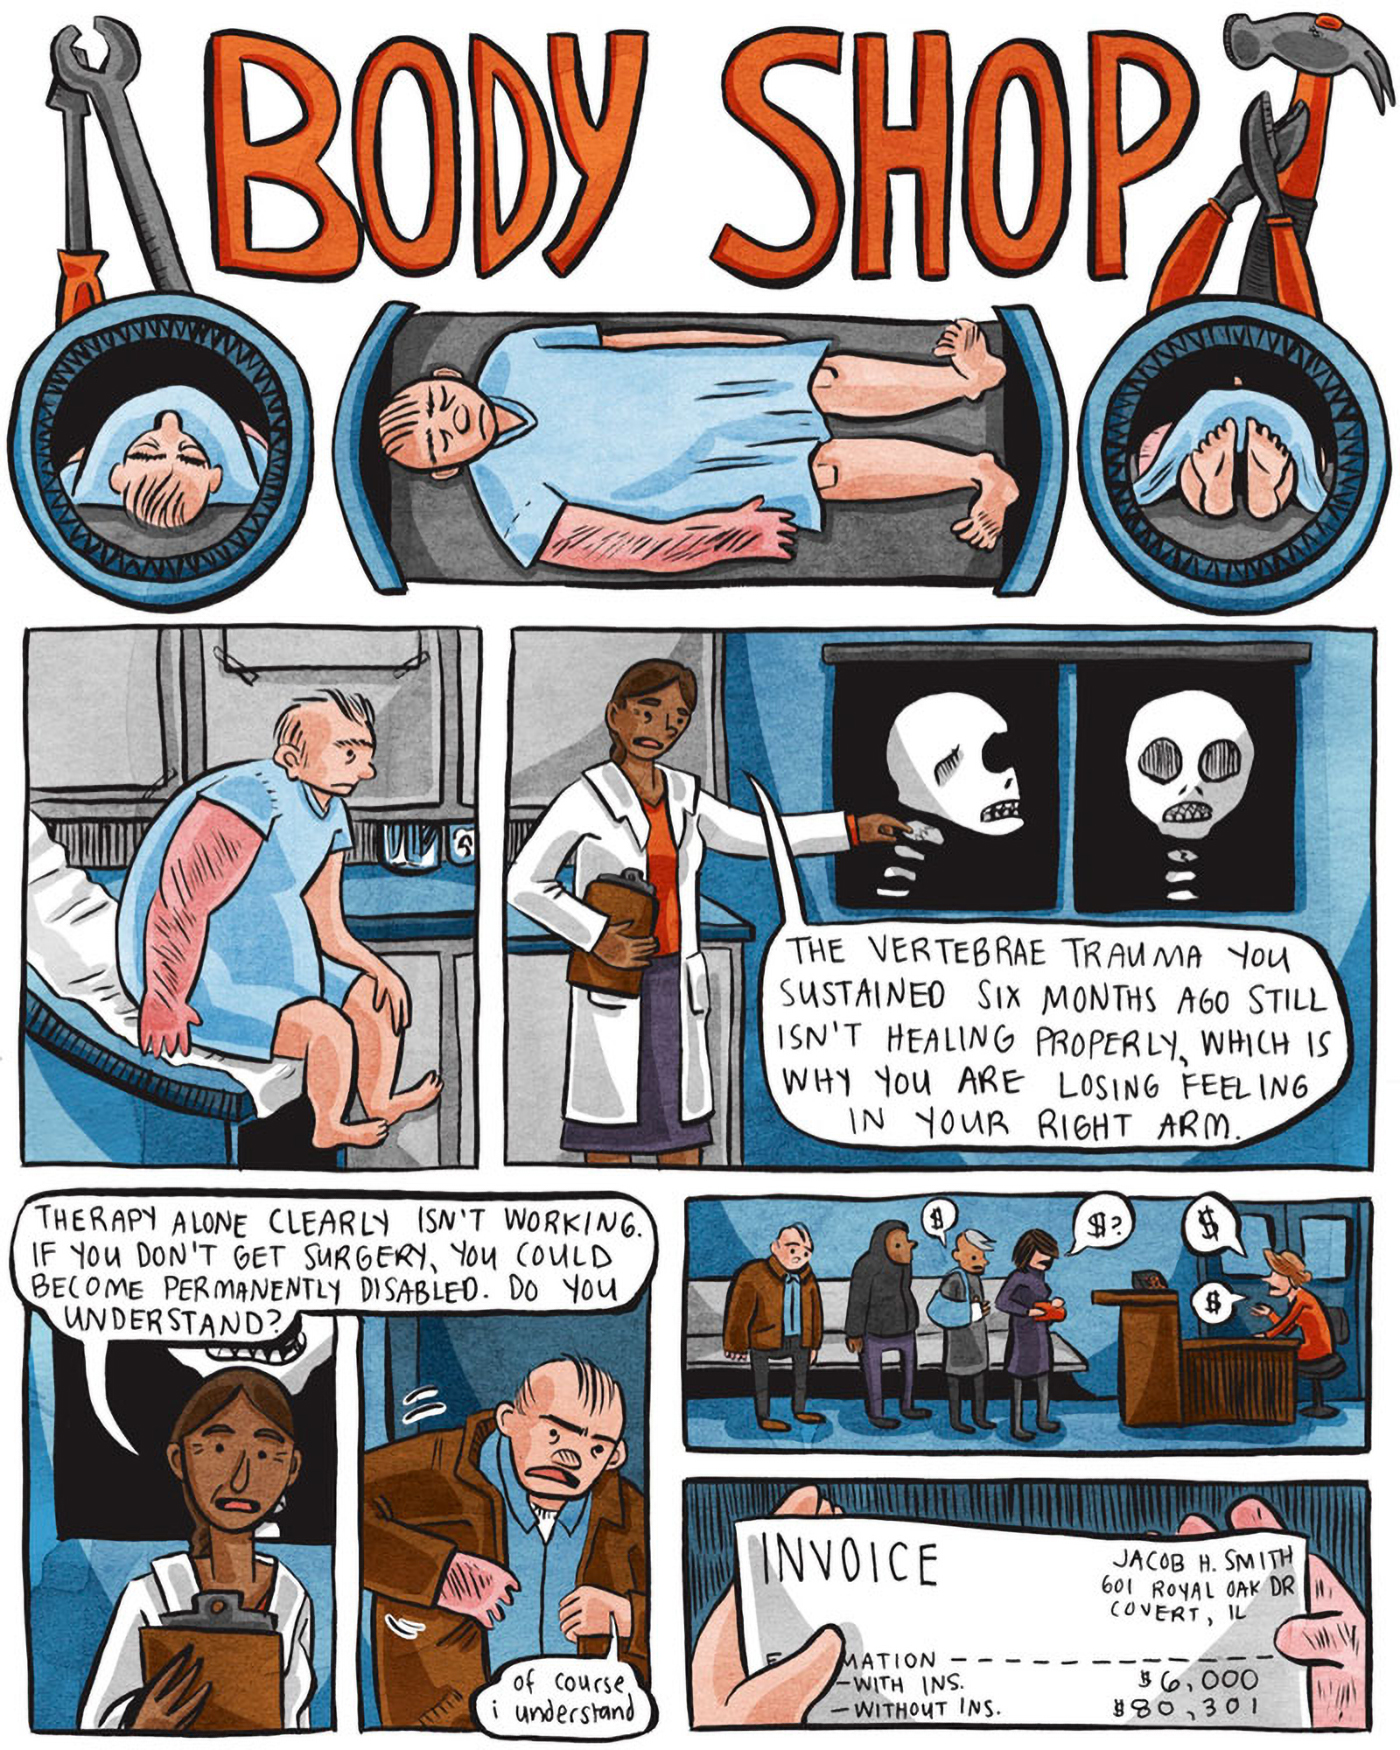 BODY SHOP
THE VERTEBRAE TRAUMA YOU
SUSTAINED SIX MONTHS AGO STILL
ISN'T HEALING PROPERLY, WHICH IS
WHY YOU ARE LOSING FEELING
IN YOUR RIGHT ARM.
THERAPY ALONE CLEARLY ISN'T WORKING.
IF YOU DON'T GET SURGERY, YOU COULD
BECOME PERMANENTLY DISABLED. DO YOU
UNDERSTAND?
of course
i understand
$
$?
$
$
INVOICE
JACOB H. SMITH
601 ROYAL OAK DR
COVERT, IL
E MATION - - - - - - - - - - - - -
-WITH INS. $6,000
-WITHOUT INS. $80,301